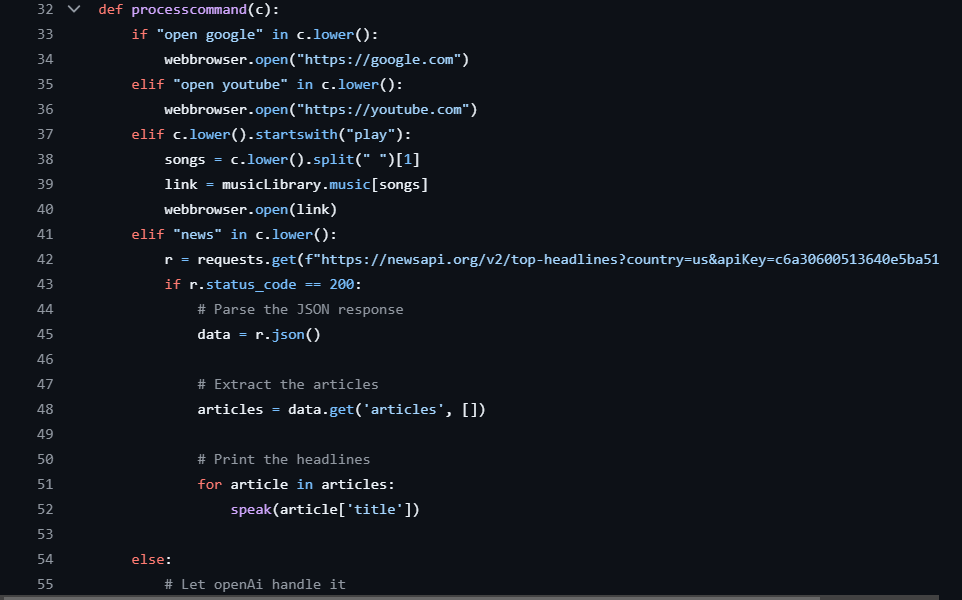 32 def processcommand(c):
33 if "open google" in c.lower():
34 webbrowser.open("https://google.com")
35 elif "open youtube" in c.lower():
36 webbrowser.open("https://youtube.com")
37 elif c.lower().startswith("play"):
38 songs = c.lower().split(" ")[1]
39 link = musicLibrary.music[songs]
40 webbrowser.open(link)
41 elif "news" in c.lower():
42 r = requests.get(f"https://newsapi.org/v2/top-headlines?country=us&apiKey=c6a30600513640e5ba51
43 if r.status_code == 200:
44 # Parse the JSON response
45 data = r.json()
46
47 # Extract the articles
48 articles = data.get('articles', [])
49
50 # Print the headlines
51 for article in articles:
52 speak(article['title'])
53
54 else:
55 # Let openAi handle it